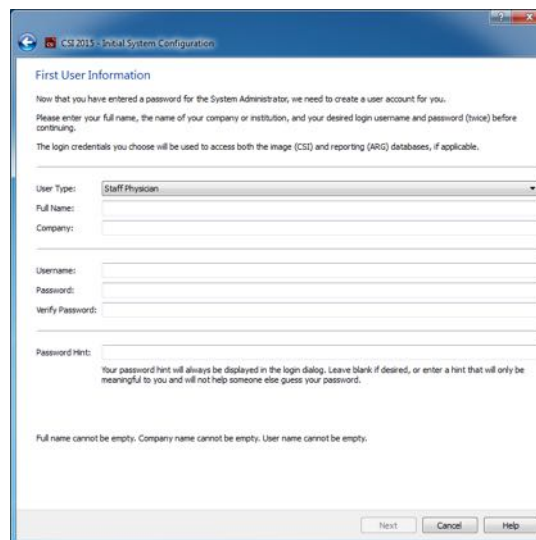 CSI 2015 - Initial System Configuration
First User Information
Now that you have entered a password for the System Administrator, we need to create a user account for you.
Please enter your full name, the name of your company or institution, and your desired login username and password (twice) before
continuing.
The login credentials you choose will be used to access both the image (CSI) and reporting (ARG) databases, if applicable.
User Type: Staff Physician
Full Name:
Company:
Username:
Password:
Verify Password:
Password Hint:
Your password hint will always be displayed in the login dialog. Leave blank if desired, or enter a hint that will only be
meaningful to you and will not help someone else guess your password.
Full name cannot be empty. Company name cannot be empty. User name cannot be empty.
Next Cancel Help